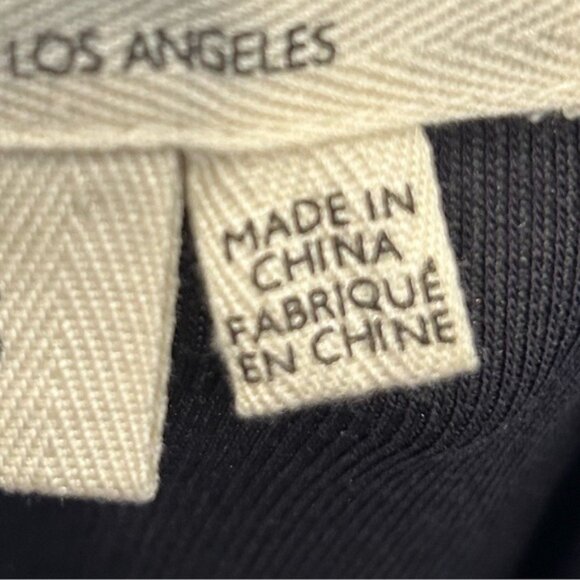 LOS ANGELES
MADE IN
CHINA
FABRIQUÉ
EN CHINE